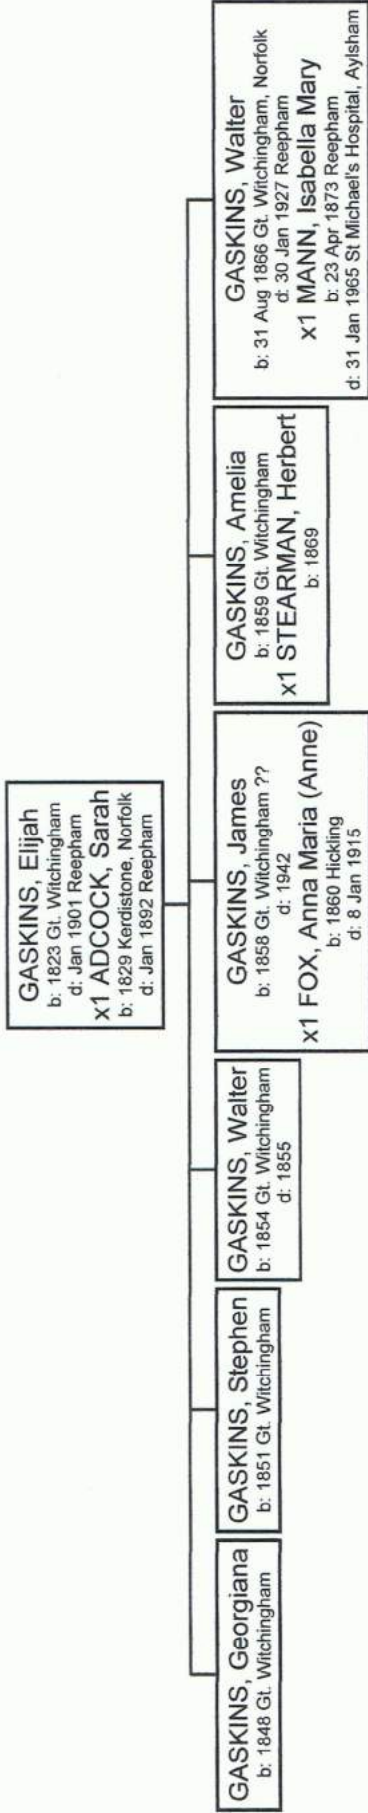 GASKINS, Elijah
b: 1823 Gt. Witchingham
d: Jan 1901 Reepham
x1 ADCOCK, Sarah
b: 1829 Kerdistone, Norfolk
d: Jan 1892 Reepham
GASKINS, Georgiana
b: 1848 Gt. Witchingham
GASKINS, Stephen
b: 1851 Gt. Witchingham
GASKINS, Walter
b: 1854 Gt. Witchingham
d: 1855
GASKINS, James
b: 1858 Gt. Witchingham ??
d: 1942
x1 FOX, Anna Maria (Anne)
b: 1860 Hickling
d: 8 Jan 1915
GASKINS, Amelia
b: 1859 Gt. Witchingham
x1 STEARMAN, Herbert
b: 1869
GASKINS, Walter
b: 31 Aug 1866 Gt. Witchingham, Norfolk
d: 30 Jan 1927 Reepham
x1 MANN, Isabella Mary
b: 23 Apr 1873 Reepham
d: 31 Jan 1965 St Michael's Hospital, Aylsham